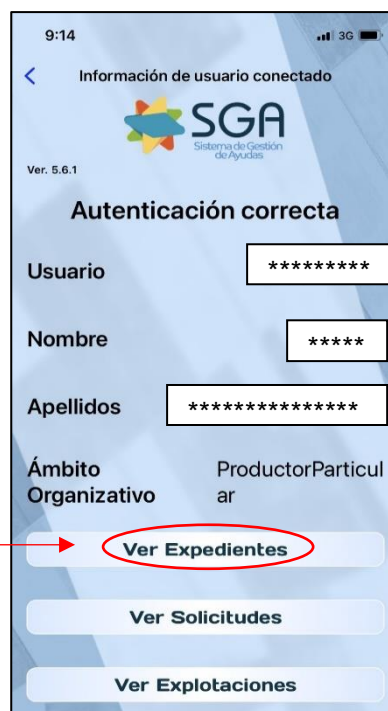 9:14
3G
Información de usuario conectado
SGA
Sistema de Gestión
de Ayudas
Ver. 5.6.1
Autenticación correcta
Usuario *********
Nombre *****
Apellidos ***************
Ámbito ProductorParticul
Organizativo ar
Ver Expedientes
Ver Solicitudes
Ver Explotaciones